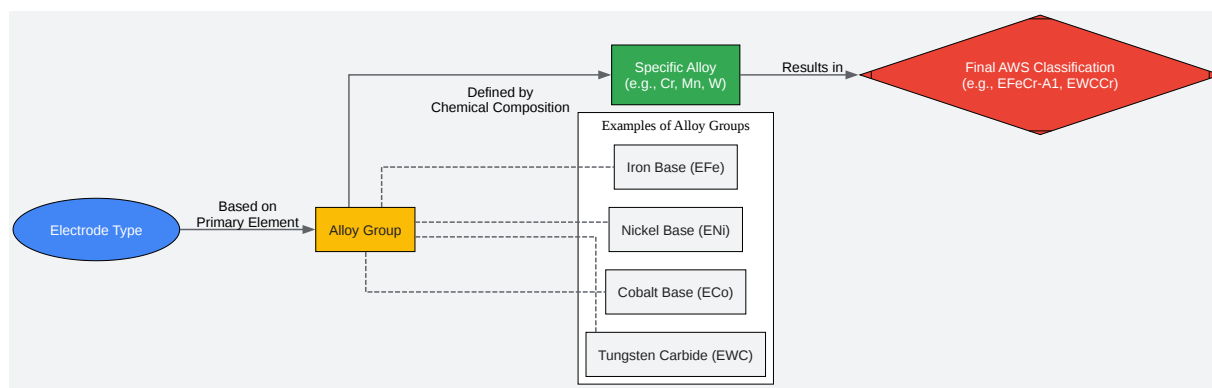 Electrode Type
Based on
Primary Element
Alloy Group
Defined by
Chemical Composition
Specific Alloy
(e.g., Cr, Mn, W)
Results in
Final AWS Classification
(e.g., EFeCr-A1, EWCCr)
Examples of Alloy Groups
Iron Base (EFe)
Nickel Base (ENi)
Cobalt Base (ECo)
Tungsten Carbide (EWC)